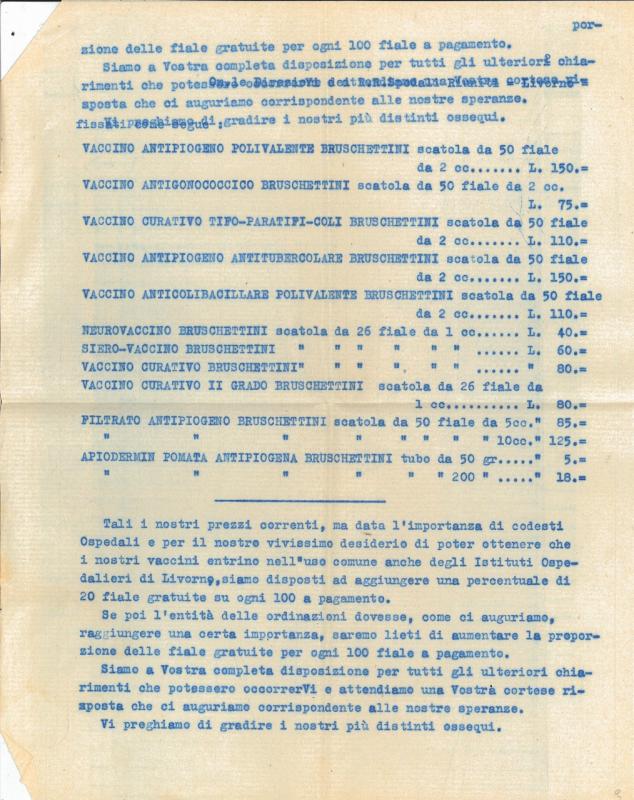 por-
zione delle fiale gratuite per ogni 100 fiale a pagamento.
Siamo a Vostra completa disposizione per tutti gli ulteriori chia-
rimenti che potessero
sposta che ci auguriamo corrispondente alle nostre speranze.
Vi preghiamo di gradire i nostri più distinti ossequi.
fissati come segue :
VACCINO ANTIPIOGENO POLIVALENTE BRUSCHETTINI scatola da 50 fiale
da 2 cc....... L. 150.=
VACCINO ANTIGONOCOCCICO BRUSCHETTINI scatola da 50 fiale da 2 cc.
L. 75.=
VACCINO CURATIVO TIFO-PARATIFI-COLI BRUSCHETTINI scatola da 50 fiale
da 2 cc....... L. 110.=
VACCINO ANTIPIOGENO ANTITUBERCOLARE BRUSCHETTINI scatola da 50 fiale
da 2 cc....... L. 150.=
VACCINO ANTICOLIBACILLARE POLIVALENTE BRUSCHETTINI scatola da 50 fiale
da 2 cc....... L. 110.=
NEUROVACCINO BRUSCHETTINI scatola da 26 fiale da 1 cc...... L. 40.=
SIERO-VACCINO BRUSCHETTINI " " " " " " ...... L. 60.=
VACCINO CURATIVO BRUSCHETTINI" " " " " " ...... " 80.=
VACCINO CURATIVO II GRADO BRUSCHETTINI scatola da 26 fiale da
1 cc.......... L. 80.=
FILTRATO ANTIPIOGENO BRUSCHETTINI scatola da 50 fiale da 5cc." 85.=
" " " " " " " " 10cc." 125.=
APIODERMIN POMATA ANTIPIOGENA BRUSCHETTINI tubo da 50 gr....." 5.=
" " " " " " 200 " ....." 18.=
Tali i nostri prezzi correnti, ma data l'importanza di codesti
Ospedali e per il nostro vivissimo desiderio di poter ottenere che
i nostri vaccini entrino nell"uso comune anche degli Istituti Ospe-
dalieri di Livorno,siamo disposti ad aggiungere una percentuale di
20 fiale gratuite su ogni 100 a pagamento.
Se poi l'entità delle ordinazioni dovesse, come ci auguriamo,
raggiungere una certa importanza, saremo lieti di aumentare la propor-
zione delle fiale gratuite per ogni 100 fiale a pagamento.
Siamo a Vostra completa disposizione per tutti gli ulteriori chia-
rimenti che potessero occorrerVi e attendiamo una Vostra cortese ri-
sposta che ci auguriamo corrispondente alle nostre speranze.
Vi preghiamo di gradire i nostri più distinti ossequi.